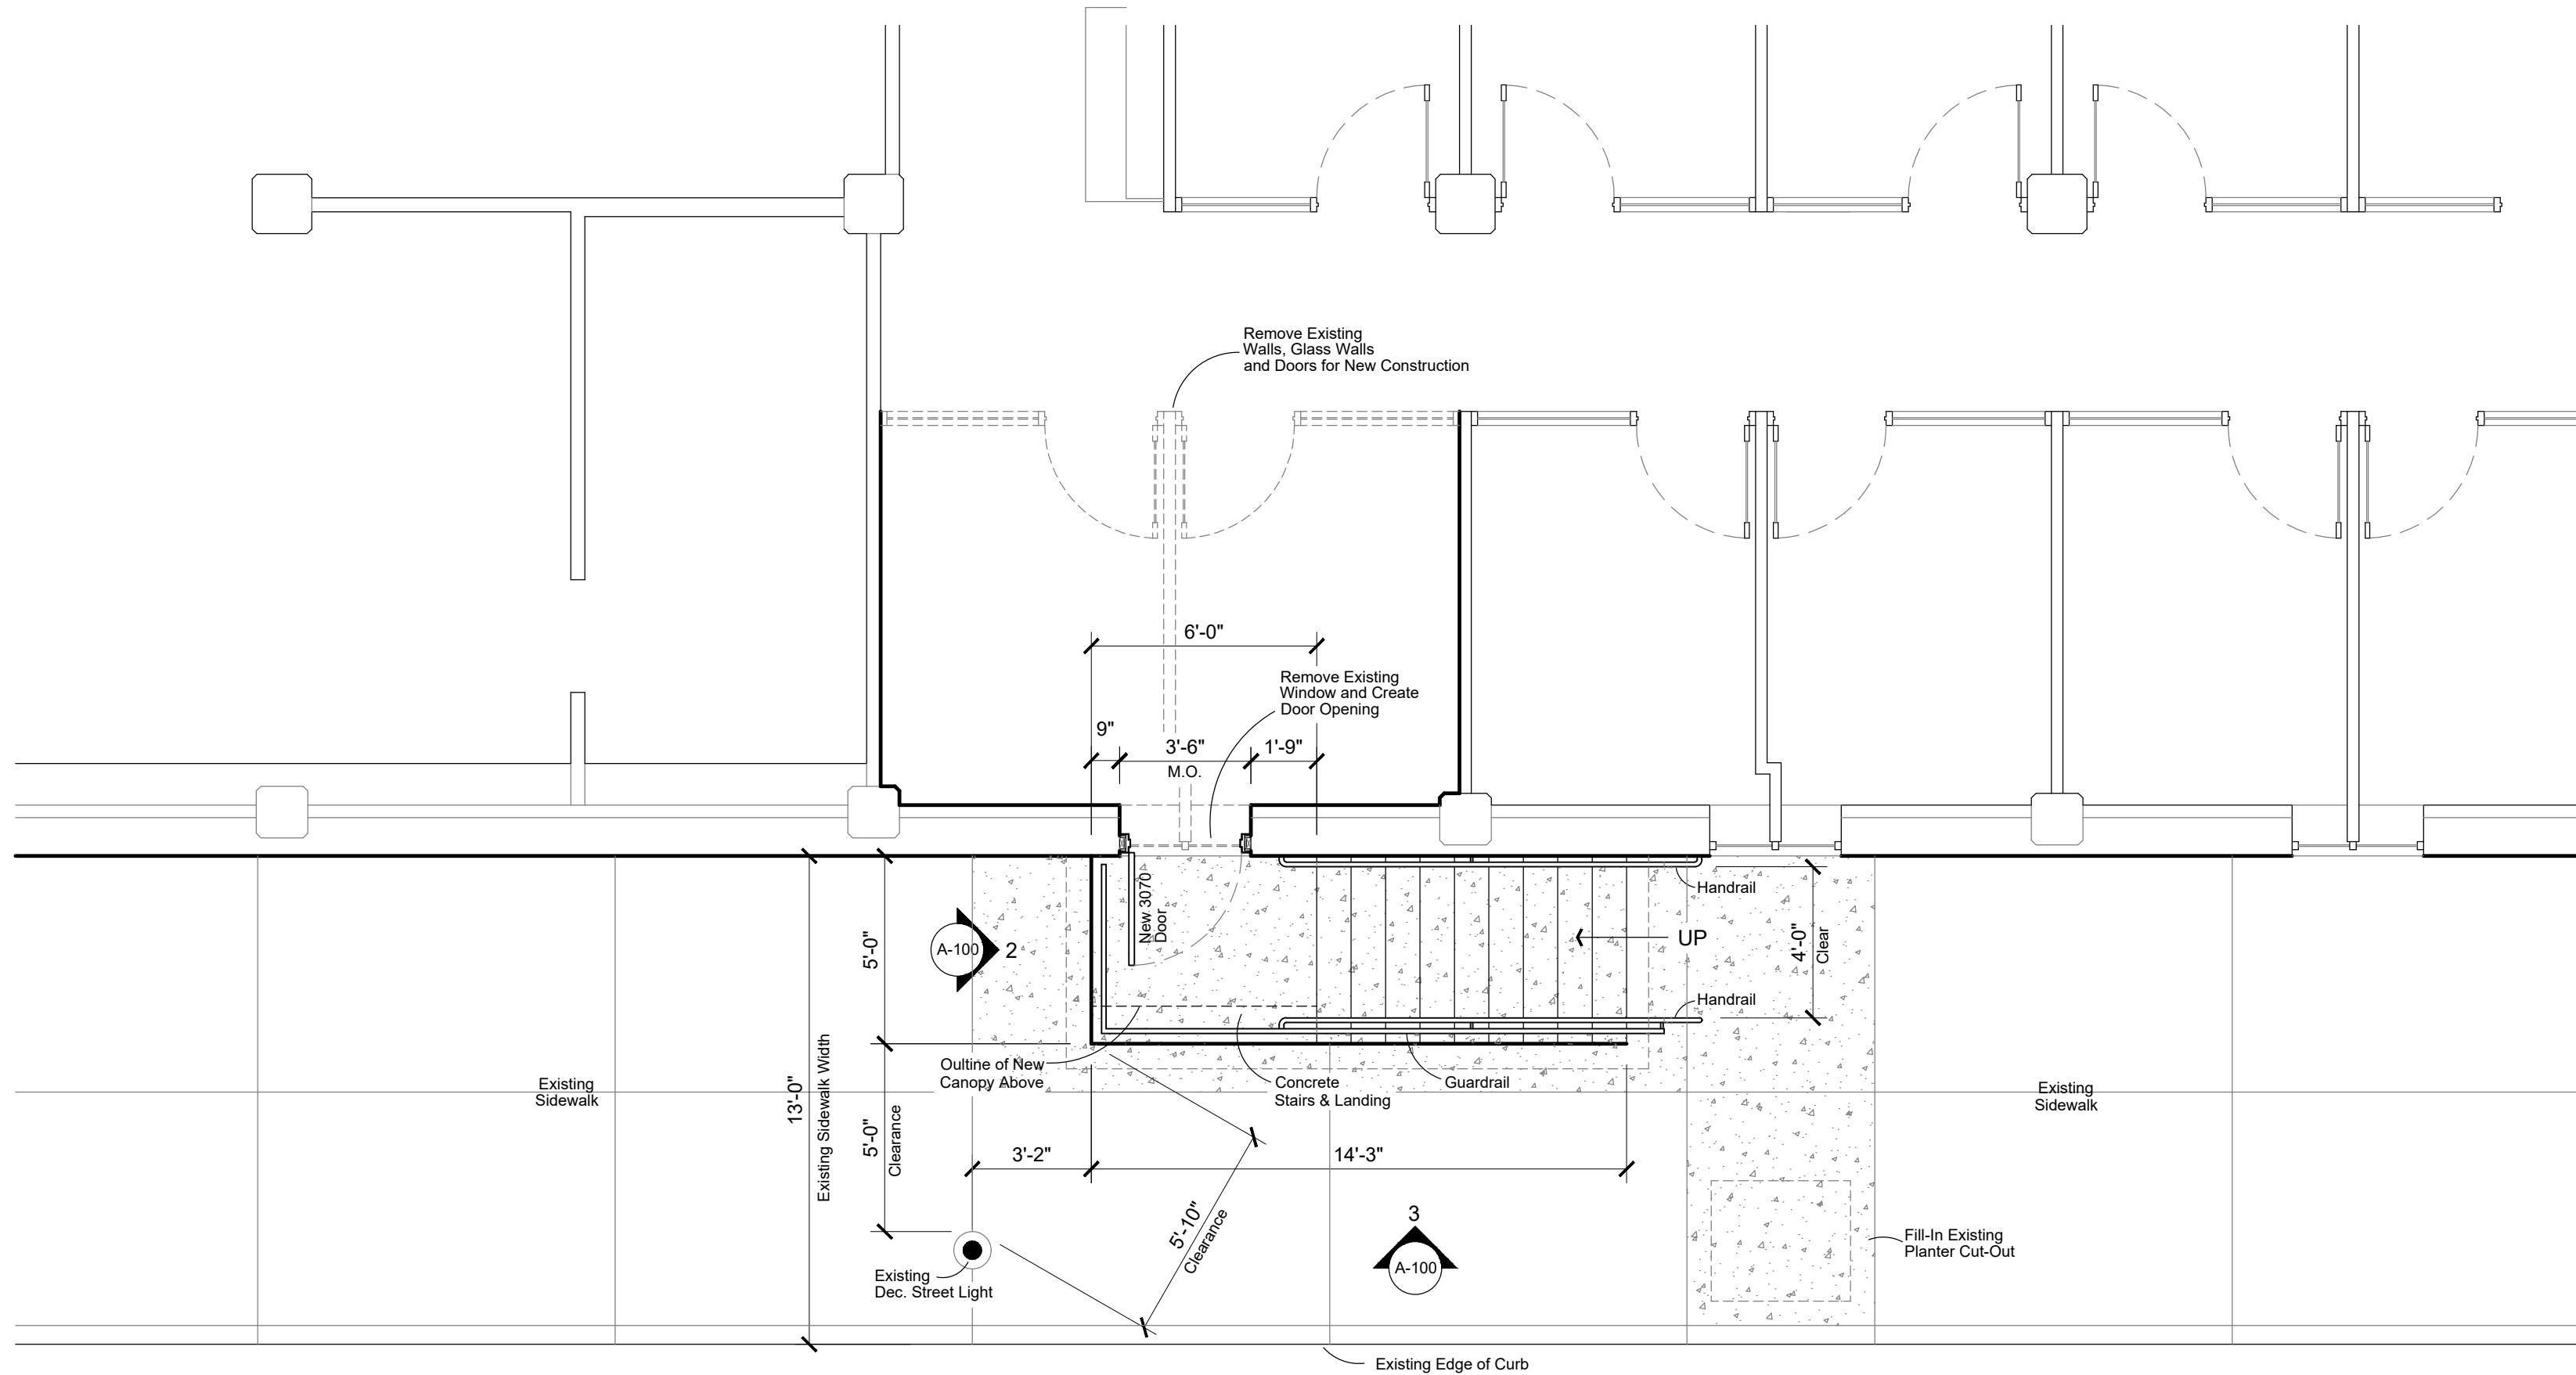 Remove Existing
Walls, Glass Walls
and Doors for New Construction
6'-0"
Remove Existing
Window and Create
Door Opening
9"
3'-6"
M.O.
1'-9"
New 3070
Door
Handrail
UP
4'-0"
Clear
Handrail
A-100
2
5'-0"
13'-0"
Existing Sidewalk Width
5'-0"
Clearance
Oultine of New
Canopy Above
Concrete
Stairs & Landing
Guardrail
Existing
Sidewalk
Existing
Sidewalk
3'-2"
14'-3"
5'-10"
Clearance
3
A-100
Fill-In Existing
Planter Cut-Out
Existing
Dec. Street Light
Existing Edge of Curb